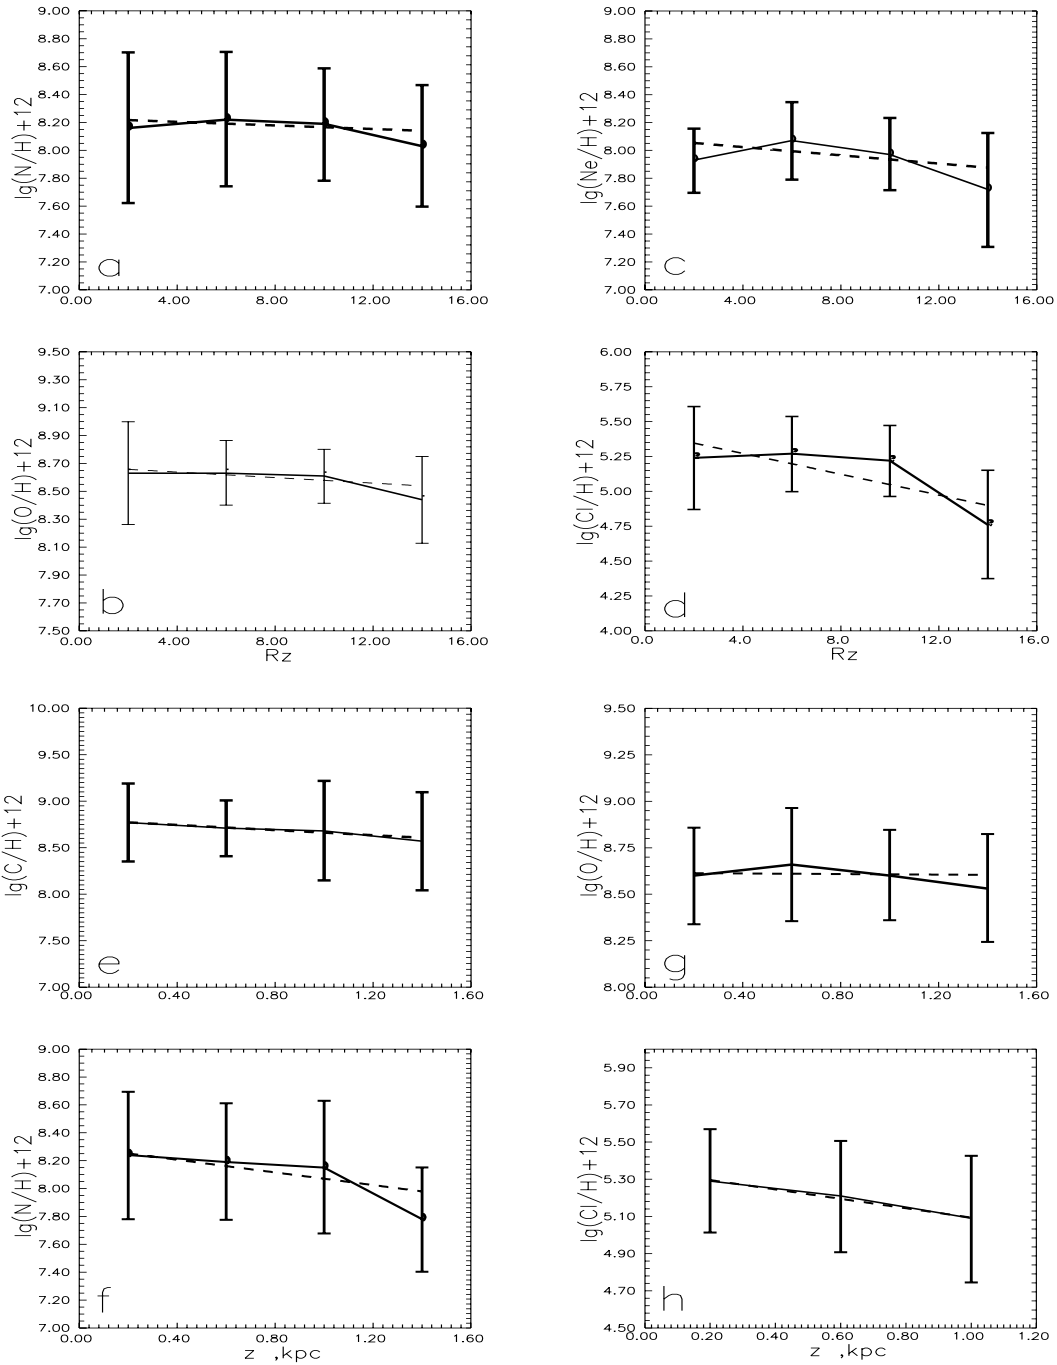 9.00
8.80
8.60
8.40
8.20
8.00
7.80
7.60
7.40
7.20
7.00
lg(N/H)+12
a
0.00 4.00 8.00 12.00 16.00
9.00
8.80
8.60
8.40
8.20
8.00
7.80
7.60
7.40
7.20
7.00
lg(Ne/H)+12
c
0.00 4.00 8.00 12.00 16.00
9.50
9.30
9.10
8.90
8.70
8.50
8.30
8.10
7.90
7.70
7.50
lg(O/H)+12
b
0.00 4.00 8.00 12.00 16.00
Rz
6.00
5.75
5.50
5.25
5.00
4.75
4.50
4.25
4.00
lg(Cl/H)+12
d
0.0 4.0 8.0 12.0 16.0
Rz
10.00
9.50
9.00
8.50
8.00
7.50
7.00
lg(C/H)+12
e
0.00 0.40 0.80 1.20 1.60
9.50
9.25
9.00
8.75
8.50
8.25
8.00
lg(O/H)+12
g
0.00 0.40 0.80 1.20 1.60
9.00
8.80
8.60
8.40
8.20
8.00
7.80
7.60
7.40
7.20
7.00
lg(N/H)+12
f
0.00 0.40 0.80 1.20 1.60
z ,kpc
5.90
5.70
5.50
5.30
5.10
4.90
4.70
4.50
lg(Cl/H)+12
h
0.00 0.20 0.40 0.60 0.80 1.00 1.20
z ,kpc